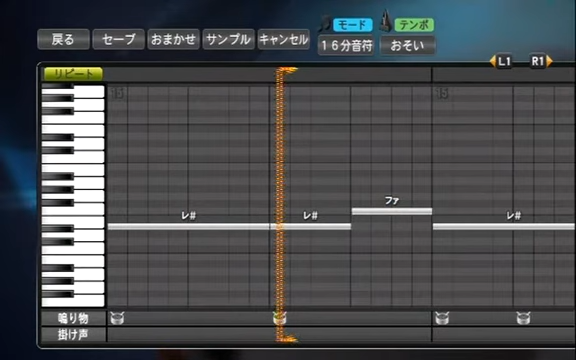 モード テンポ
戻る セーブ おまかせ サンプル キャンセル 16分音符 おそい
L1 R1
リピート
15 15
ファ
レ# レ# レ#
鳴り物
掛け声